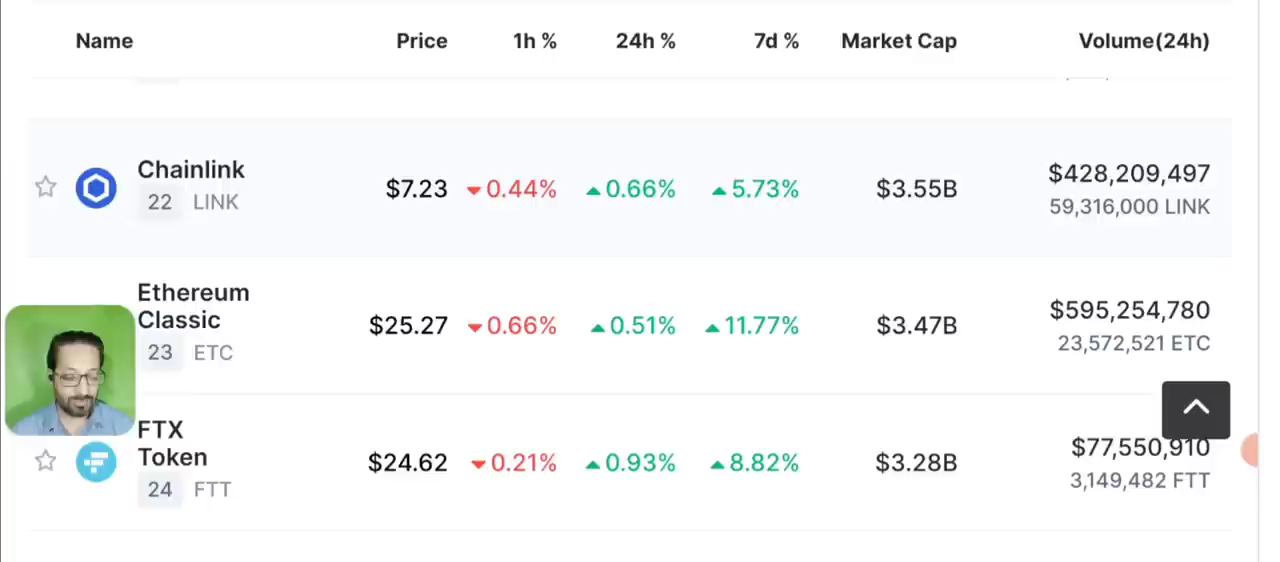 Name Price 1h % 24h % 7d % Market Cap Volume(24h)
Chainlink
22 LINK
$7.23 0.44% 0.66% 5.73% $3.55B $428,209,497
59,316,000 LINK
Ethereum
Classic
23 ETC
$25.27 0.66% 0.51% 11.77% $3.47B $595,254,780
23,572,521 ETC
FTX
Token
24 FTT
$24.62 0.21% 0.93% 8.82% $3.28B $77,550,910
3,149,482 FTT